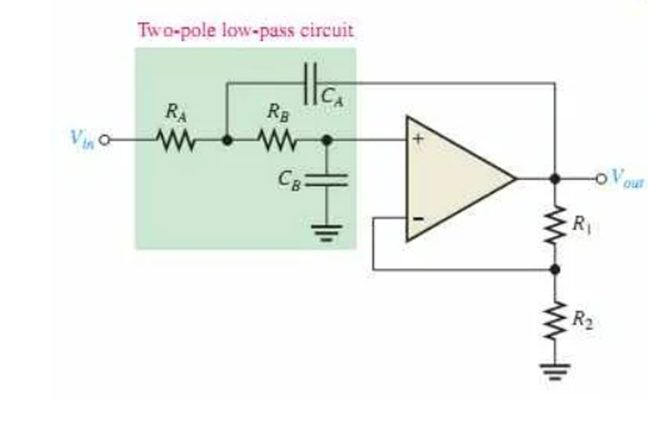 Two-pole low-pass circuit
C_A
R_A
R_B
V_in
+
C_B
V_out
-
R_1
R_2